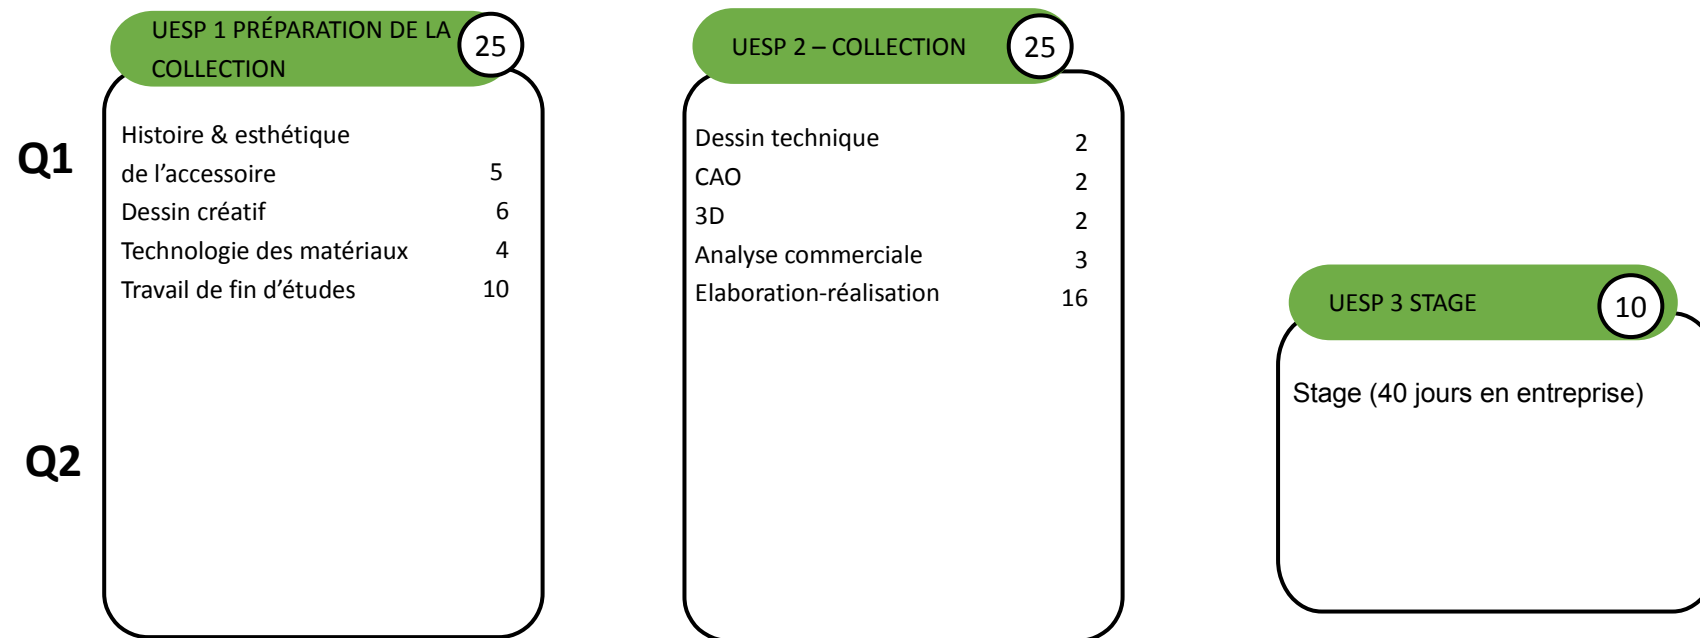 UESP 1 PRÉPARATION DE LA
COLLECTION
25
Q1
Histoire & esthétique
de l’accessoire 5
Dessin créatif 6
Technologie des matériaux 4
Travail de fin d’études 10
Q2
UESP 2 – COLLECTION
25
Dessin technique 2
CAO 2
3D 2
Analyse commerciale 3
Elaboration-réalisation 16
UESP 3 STAGE
10
Stage (40 jours en entreprise)